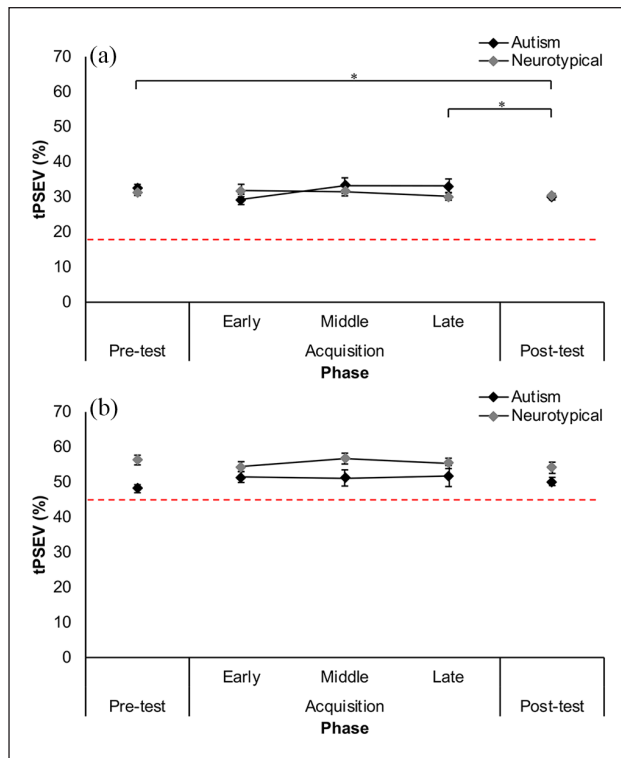 (a)
Autism
Neurotypical
*
*
tPSEV (%)
70
60
50
40
30
20
10
0
Early Middle Late
Pre-test Acquisition Post-test
Phase
(b)
Autism
Neurotypical
tPSEV (%)
70
60
50
40
30
20
10
0
Early Middle Late
Pre-test Acquisition Post-test
Phase